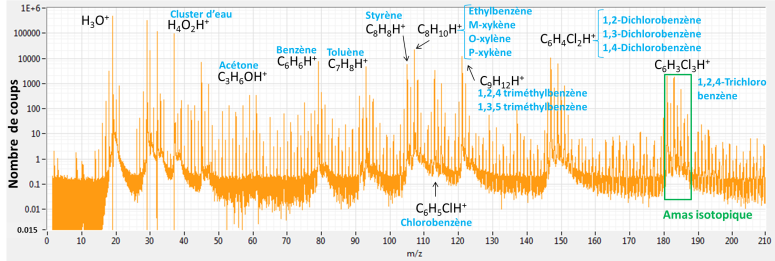 1E+6
100000
10000
1000
100
10
1
0.1
0.01
0.015
Nombre de coups
H₃O⁺
Cluster d'eau
H₄O₂H⁺
Acétone
C₃H₆OH⁺
Benzène
C₆H₆H⁺
Toluène
C₇H₈H⁺
Styrène
C₈H₈H⁺
C₈H₁₀H⁺
Ethylbenzène
M-xykène
O-xylène
P-xykène
C₉H₁₂H⁺
1,2,4 triméthylbenzène
1,3,5 triméthylbenzène
C₆H₄Cl₂H⁺
1,2-Dichlorobenzène
1,3-Dichlorobenzène
1,4-Dichlorobenzène
C₆H₃Cl₃H⁺
1,2,4-Trichloro
benzène
C₆H₅ClH⁺
Chlorobenzène
Amas isotopique
0 10 20 30 40 50 60 70 80 90 100 110 120 130 140 150 160 170 180 190 200 210
m/z